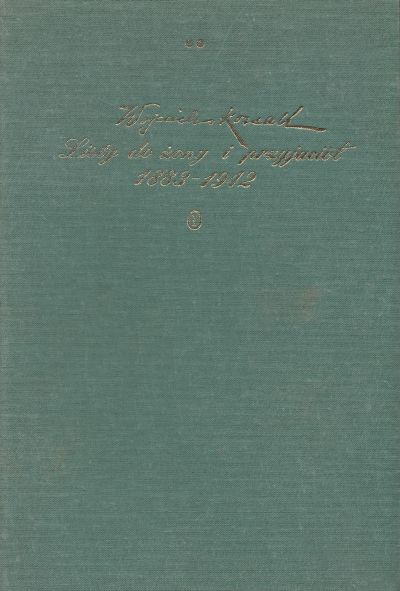 Wojciech Kossak
Listy do żony i przyjaciół
1883-1912